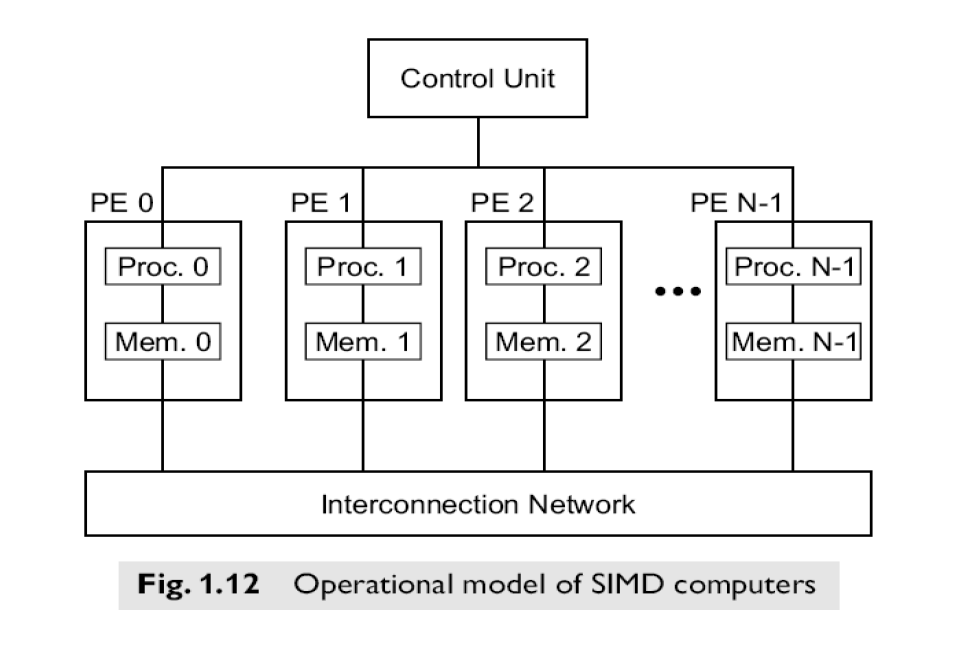 Control Unit
PE 0 PE 1 PE 2 PE N-1
Proc. 0 Proc. 1 Proc. 2 Proc. N-1
•••
Mem. 0 Mem. 1 Mem. 2 Mem. N-1
Interconnection Network
Fig. 1.12 Operational model of SIMD computers